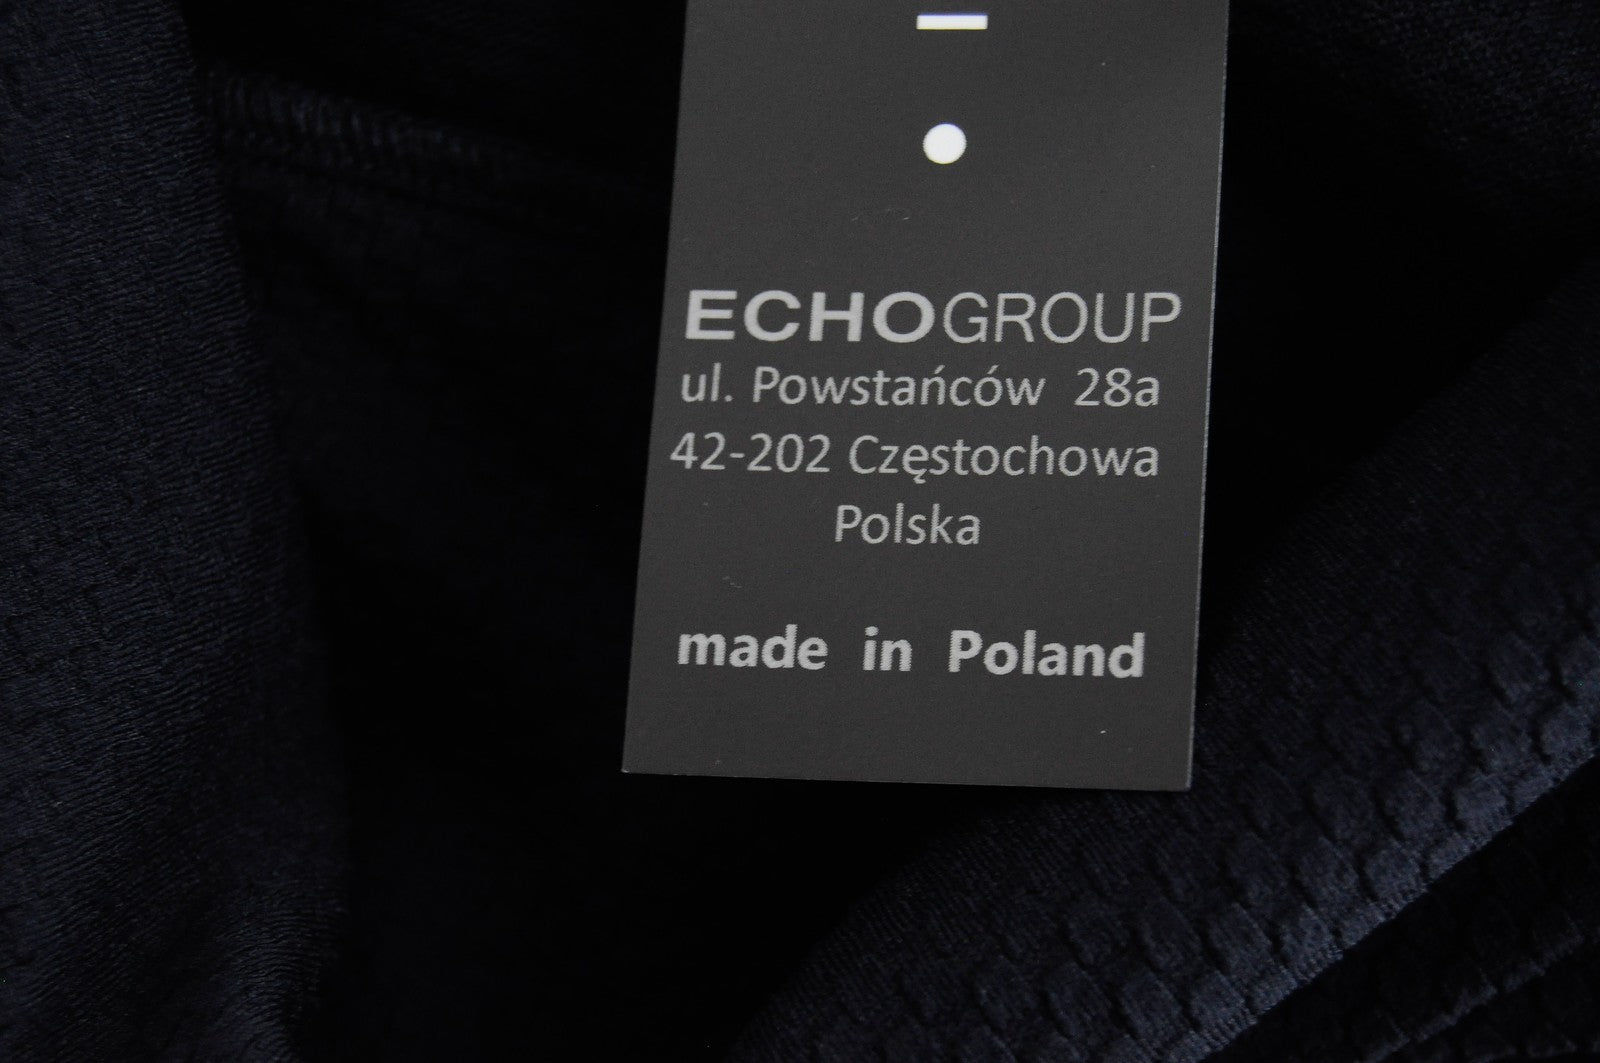 ECHOGROUP
ul. Powstańców 28a
42-202 Częstochowa
Polska
made in Poland